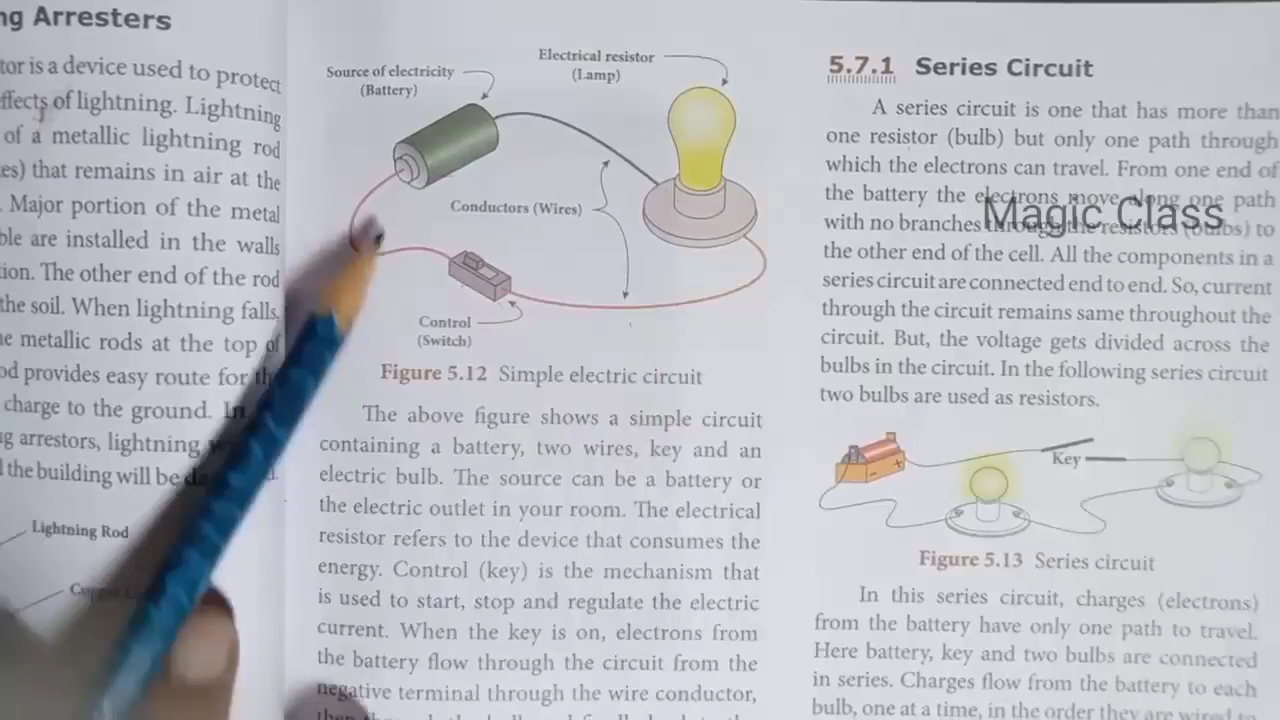 ng Arresters
tor is a device used to protect
effects of lightning. Lightning
of a metallic lightning rod
es) that remains in air at the
. Major portion of the metal
ble are installed in the walls
tion. The other end of the rod
the soil. When lightning falls,
he metallic rods at the top of
od provides easy route for
charge to the ground. In
ng arrestors, lightning
the building will be
Lightning Rod
Source of electricity
(Battery)
Electrical resistor
(Lamp)
Conductors (Wires)
Control
(Switch)
Figure 5.12 Simple electric circuit
The above figure shows a simple circuit
containing a battery, two wires, key and an
electric bulb. The source can be a battery or
the electric outlet in your room. The electrical
resistor refers to the device that consumes the
energy. Control (key) is the mechanism that
is used to start, stop and regulate the electric
current. When the key is on, electrons from
the battery flow through the circuit from the
negative terminal through the wire conductor,
5.7.1 Series Circuit
A series circuit is one that has more than
one resistor (bulb) but only one path through
which the electrons can travel. From one end of
the battery the electrons move along one path
with no branches through the resistors (bulbs) to
the other end of the cell. All the components in a
series circuit are connected end to end. So, current
through the circuit remains same throughout the
circuit. But, the voltage gets divided across the
bulbs in the circuit. In the following series circuit
two bulbs are used as resistors.
Magic Class
Key
+
-
Figure 5.13 Series circuit
In this series circuit, charges (electrons)
from the battery have only one path to travel.
Here battery, key and two bulbs are connected
in series. Charges flow from the battery to each
bulb, one at a time, in the order they are wired to